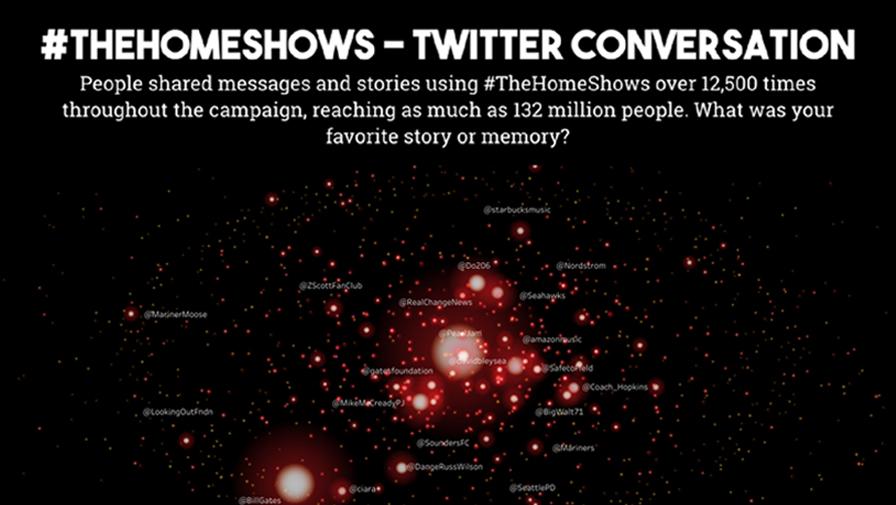 #THEHOMESHOWS – TWITTER CONVERSATION
People shared messages and stories using #TheHomeShows over 12,500 times
throughout the campaign, reaching as much as 132 million people. What was your
favorite story or memory?
@starbucksmusic
@Do206
@Nordstrom
@ZScottFanClub
@Seahawks
@RealChangeNews
@MarinerMoose
@PearlJam
@amazonmusic
@davidbleysea
@SafecoField
@gatesfoundation
@Coach_Hopkins
@MikeMcCreadyPJ
@LookingOutFndn
@BigWalt71
@SoundersFC
@Mariners
@DangeRussWilson
@ciara
@SeattlePD
@BillGates